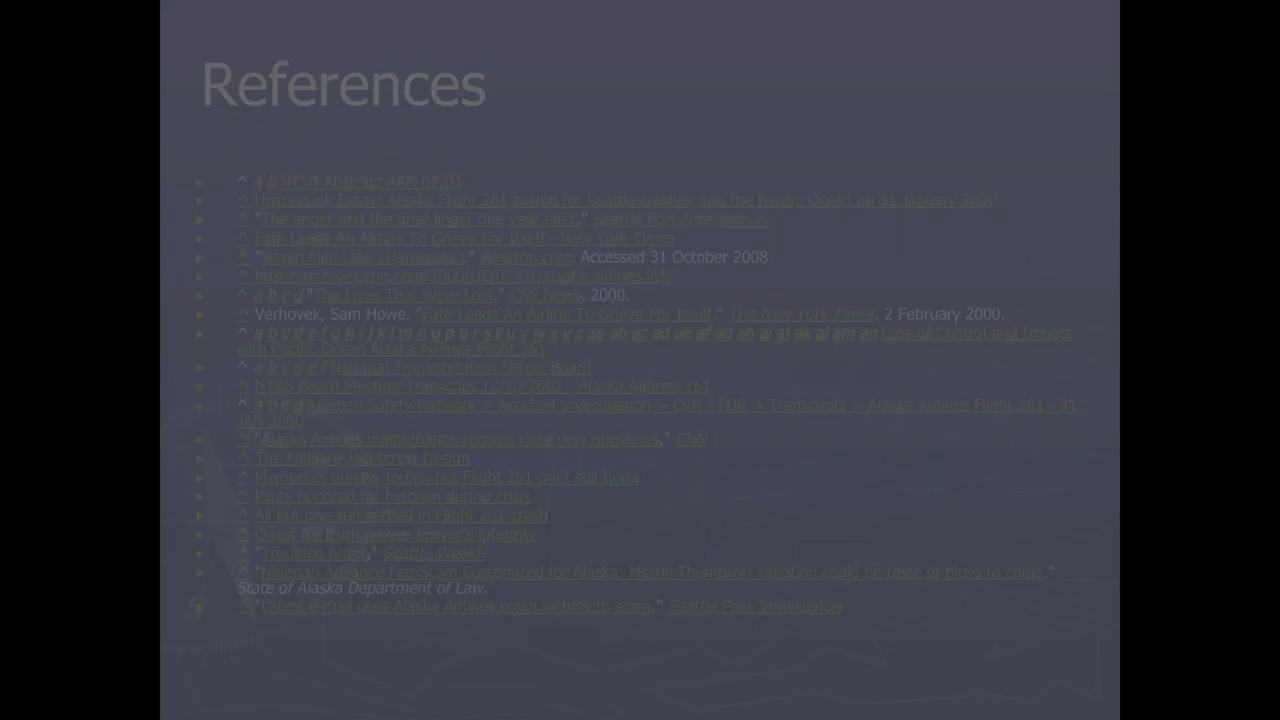 References
^ a b NTSB Abstract AAR-02/01
^ HistoryLink Essay: Alaska Flight 261 bound for Seattle crashes into the Pacific Ocean on 31 January 2000
^ "The anger and the grief linger one year later," Seattle Post-Intelligencer
^ Fate Leads An Airline To Grieve For Itself - New York Times
^ "Seven Mile Lake (Hardcover)." Amazon.com. Accessed 31 October 2008.
^ http://archives.cnn.com/2000/US/02/01/alaska.airlines.list/
^ a b c d "The Lives That Were Lost," CBS News. 2000.
^ Verhovek, Sam Howe. "Fate Leads An Airline To Grieve For Itself," The New York Times. 2 February 2000.
^ a b c d e f g h i j k l m n o p q r s t u v w x y z aa ab ac ad ae af ag ah ai aj ak al am an Loss of Control and Impact
with Pacific Ocean Alaska Airlines Flight 261
^ a b c d e f National Transportation Safety Board
^ NTSB Board Meeting Transcript, - Alaska Airlines 261
^ a b c d Aviation Safety Network > Accident investigation > CVR / FDR > Transcripts > Alaska Airlines Flight 261 - 31
JAN 2000
^ "Alaska Airlines maintenance records raise new questions," CNN
^ The FailSafe Jackscrew Design
^ Memorials quieter today, but Flight 261 grief still hurts
^ Pilots honored for heroism during crisis
^ All but one suit settled in Flight 261 crash
^ Quest for truth proves lawyer's integrity
^ "Troubled," Seattle Weekly
^ "Nigerian Advance Fee Scam Customized for Alaska; Morris Thompson variation could be taste of ploys to come."
State of Alaska Department of Law.
^ "Latest e-mail uses Alaska Airlines crash victims to scam," Seattle Post-Intelligencer
S